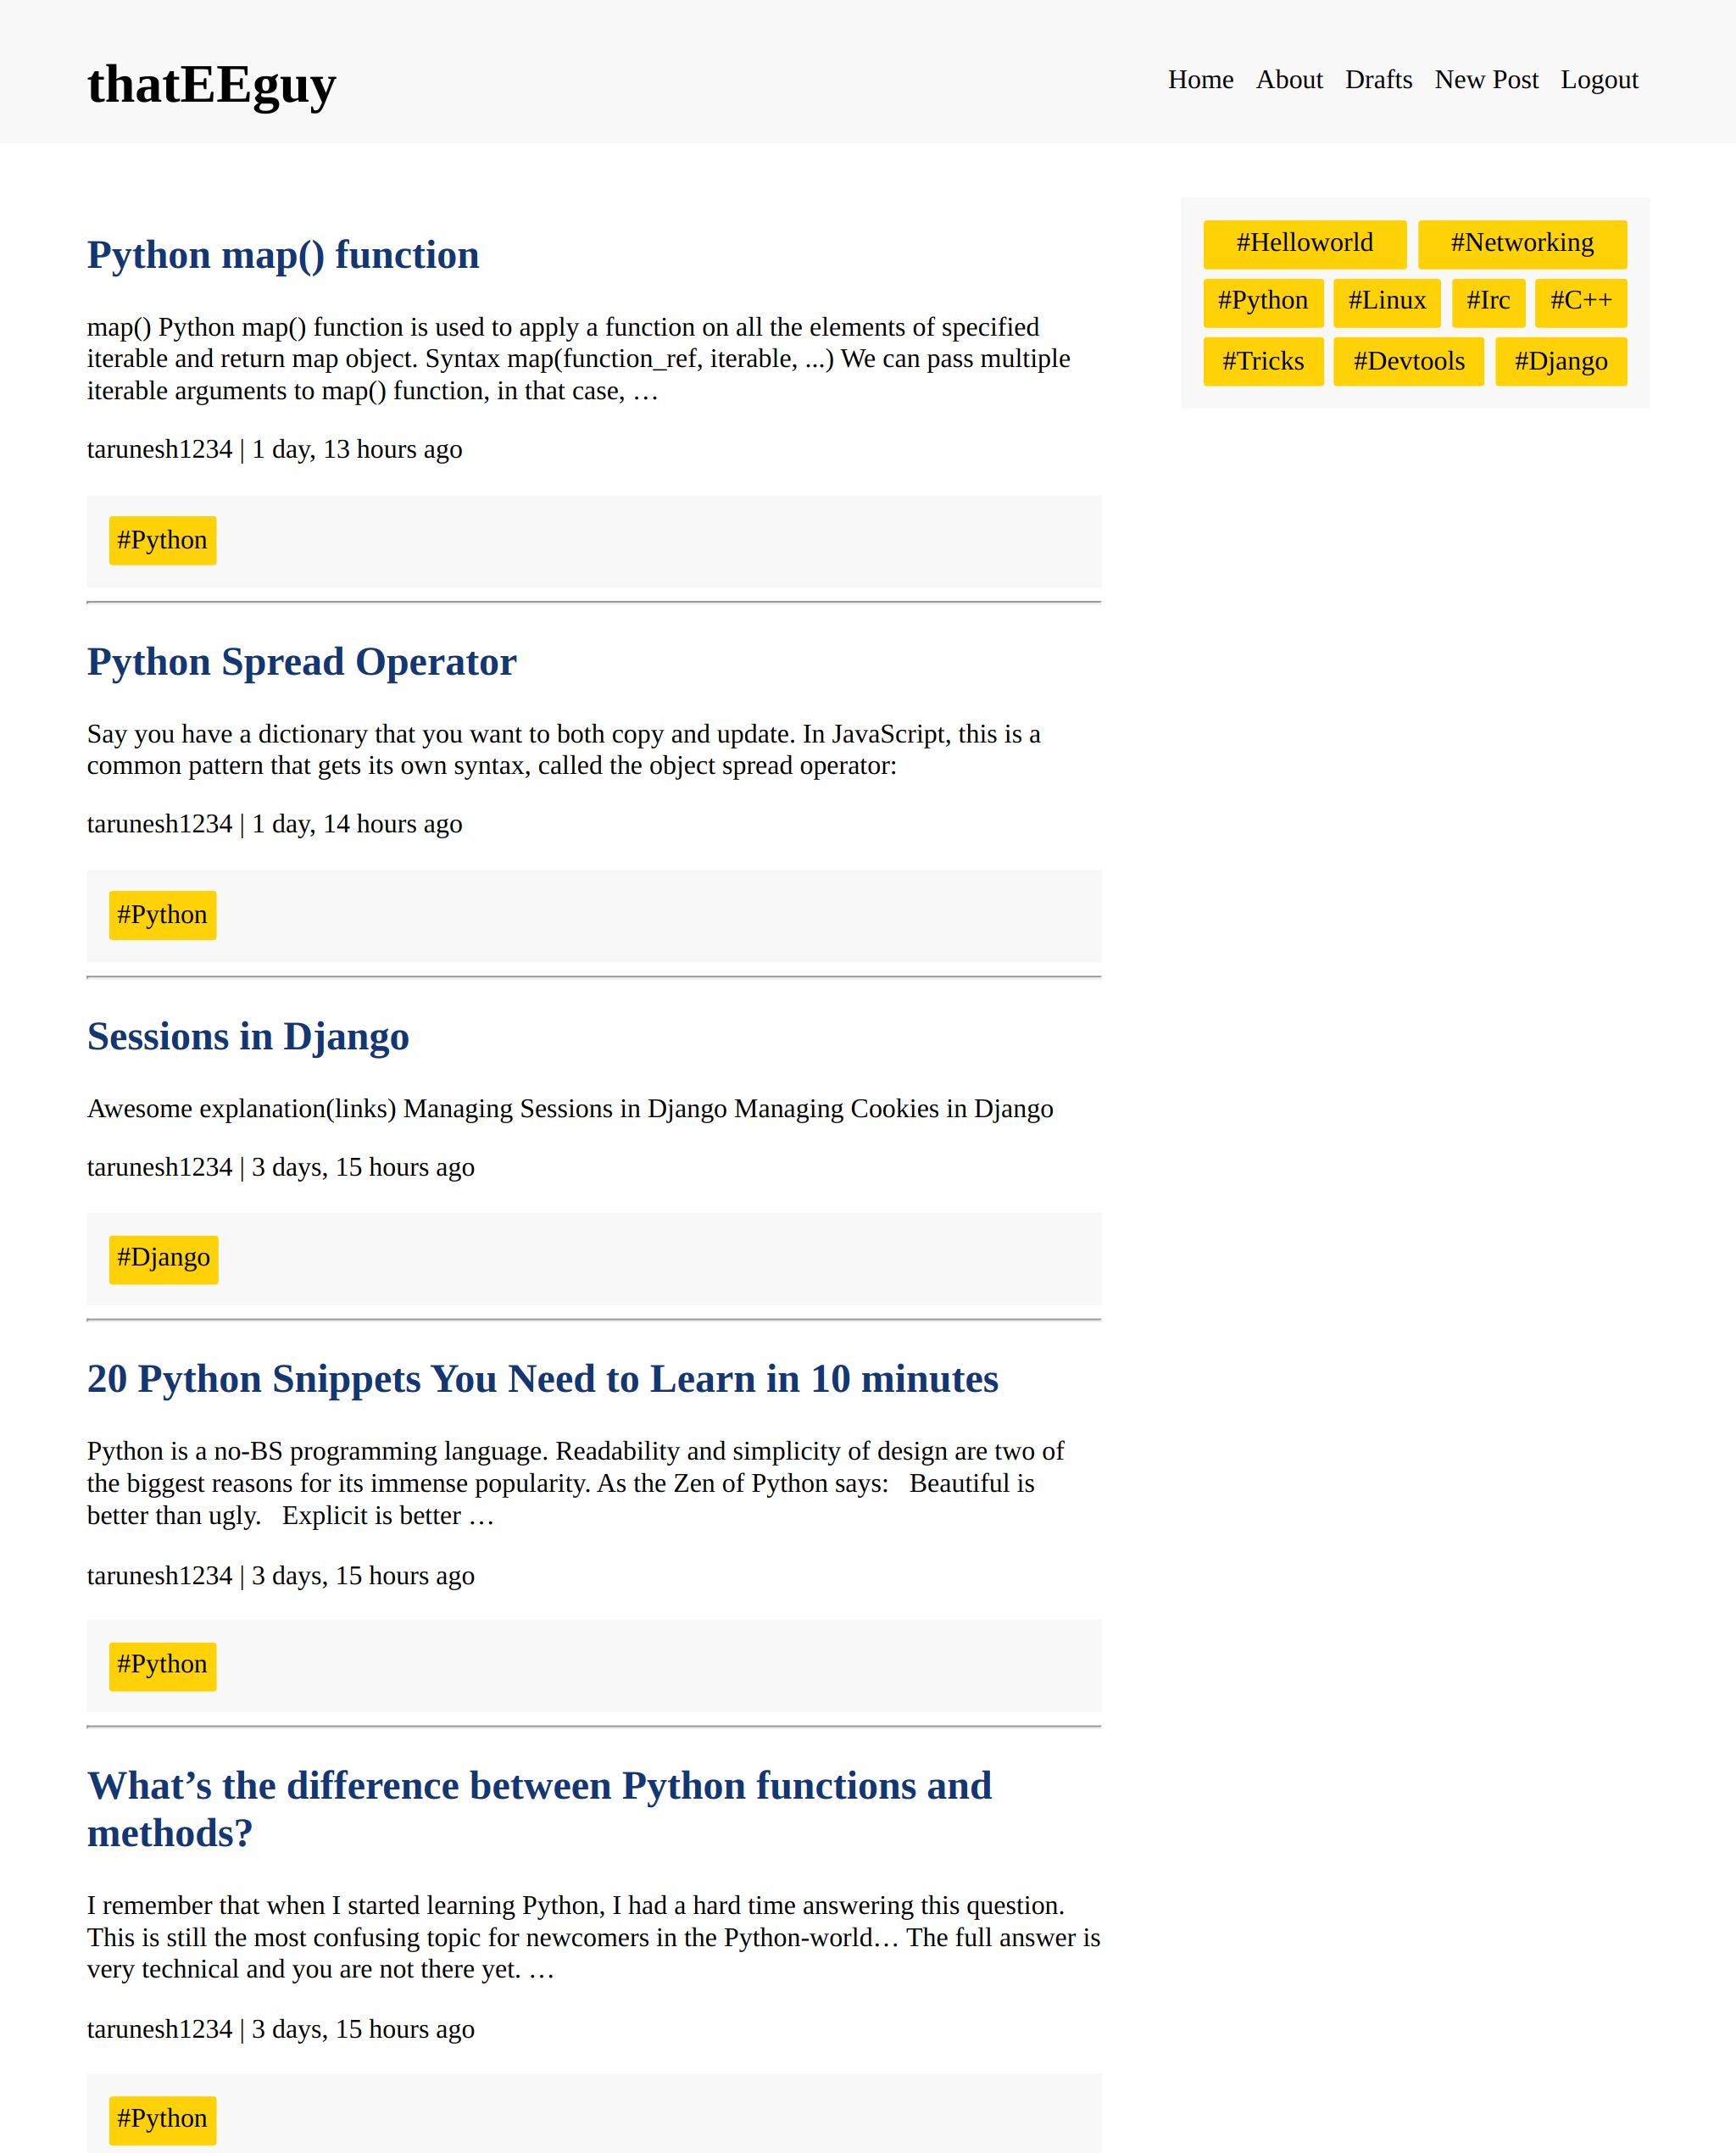 thatEEguy
Home About Drafts New Post Logout
Python map() function
map() Python map() function is used to apply a function on all the elements of specified
iterable and return map object. Syntax map(function_ref, iterable, ...) We can pass multiple
iterable arguments to map() function, in that case, …
tarunesh1234 | 1 day, 13 hours ago
#Python
Python Spread Operator
Say you have a dictionary that you want to both copy and update. In JavaScript, this is a
common pattern that gets its own syntax, called the object spread operator:
tarunesh1234 | 1 day, 14 hours ago
#Python
Sessions in Django
Awesome explanation(links) Managing Sessions in Django Managing Cookies in Django
tarunesh1234 | 3 days, 15 hours ago
#Django
20 Python Snippets You Need to Learn in 10 minutes
Python is a no-BS programming language. Readability and simplicity of design are two of
the biggest reasons for its immense popularity. As the Zen of Python says:   Beautiful is
better than ugly.   Explicit is better …
tarunesh1234 | 3 days, 15 hours ago
#Python
What’s the difference between Python functions and
methods?
I remember that when I started learning Python, I had a hard time answering this question.
This is still the most confusing topic for newcomers in the Python-world… The full answer is
very technical and you are not there yet. …
tarunesh1234 | 3 days, 15 hours ago
#Python
#Helloworld #Networking
#Python #Linux #Irc #C++
#Tricks #Devtools #Django